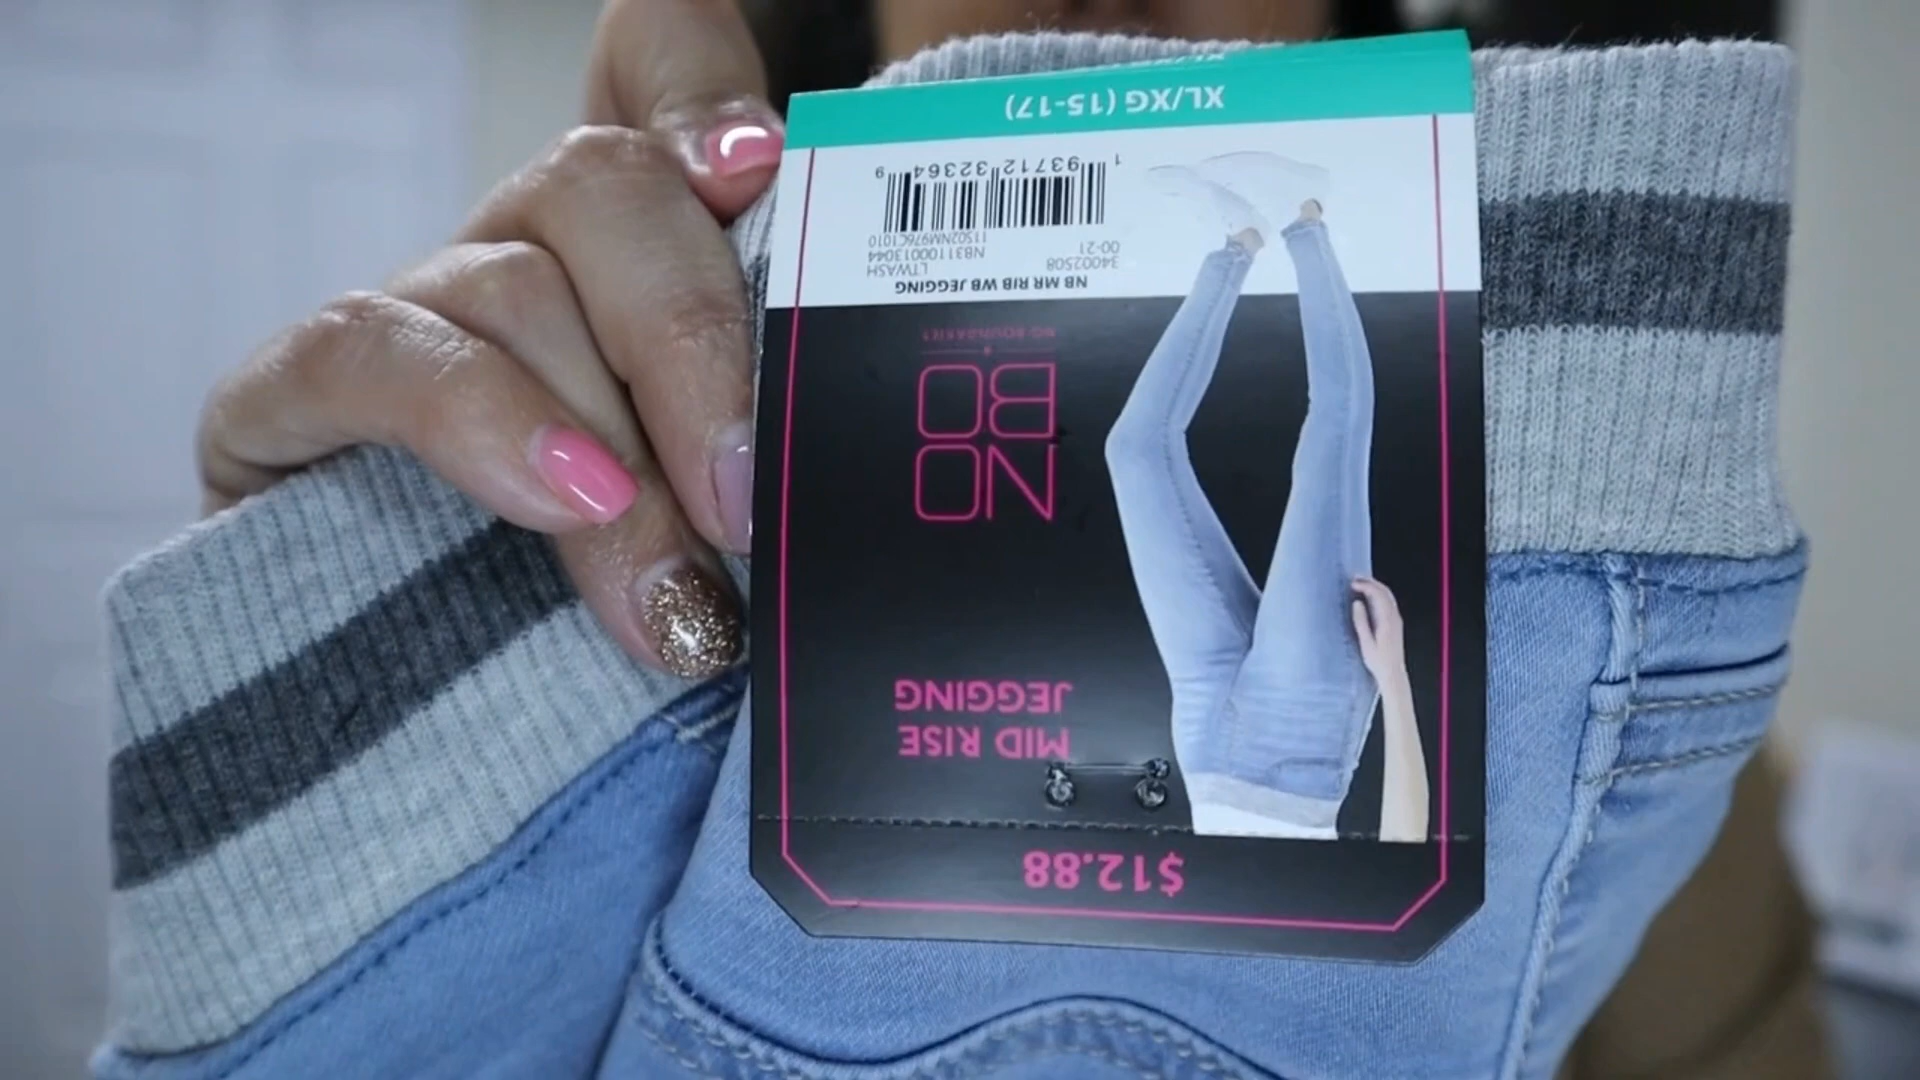 $12.88
MID RISE
JEGGING
NO
BO
NO BOUNDARIES
NB MR RIB WB JEGGING
34002508 LTWASH
00-21 NB31100013044
11502NM976C1010
1 93712 32364 9
XL/XG (15-17)